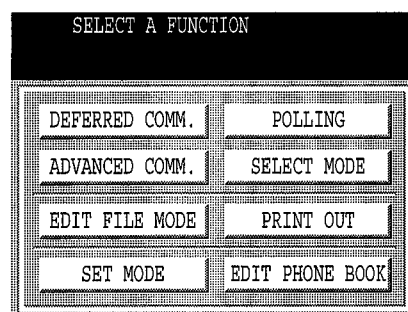 SELECT A FUNCTION
DEFERRED COMM. POLLING
ADVANCED COMM. SELECT MODE
EDIT FILE MODE PRINT OUT
SET MODE EDIT PHONE BOOK